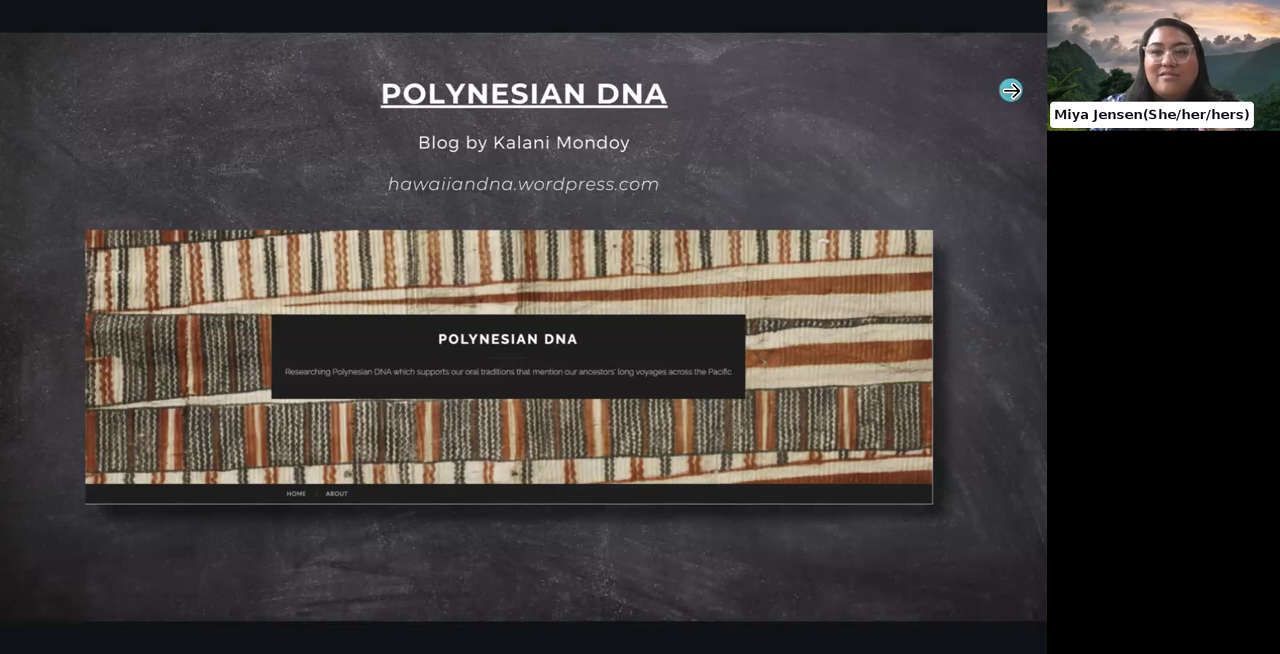 POLYNESIAN DNA
Blog by Kalani Mondoy
hawaiiandna.wordpress.com
POLYNESIAN DNA
Researching Polynesian DNA which supports our oral traditions that mention our ancestors' long voyages across the Pacific.
HOME ABOUT
Miya Jensen(She/her/hers)